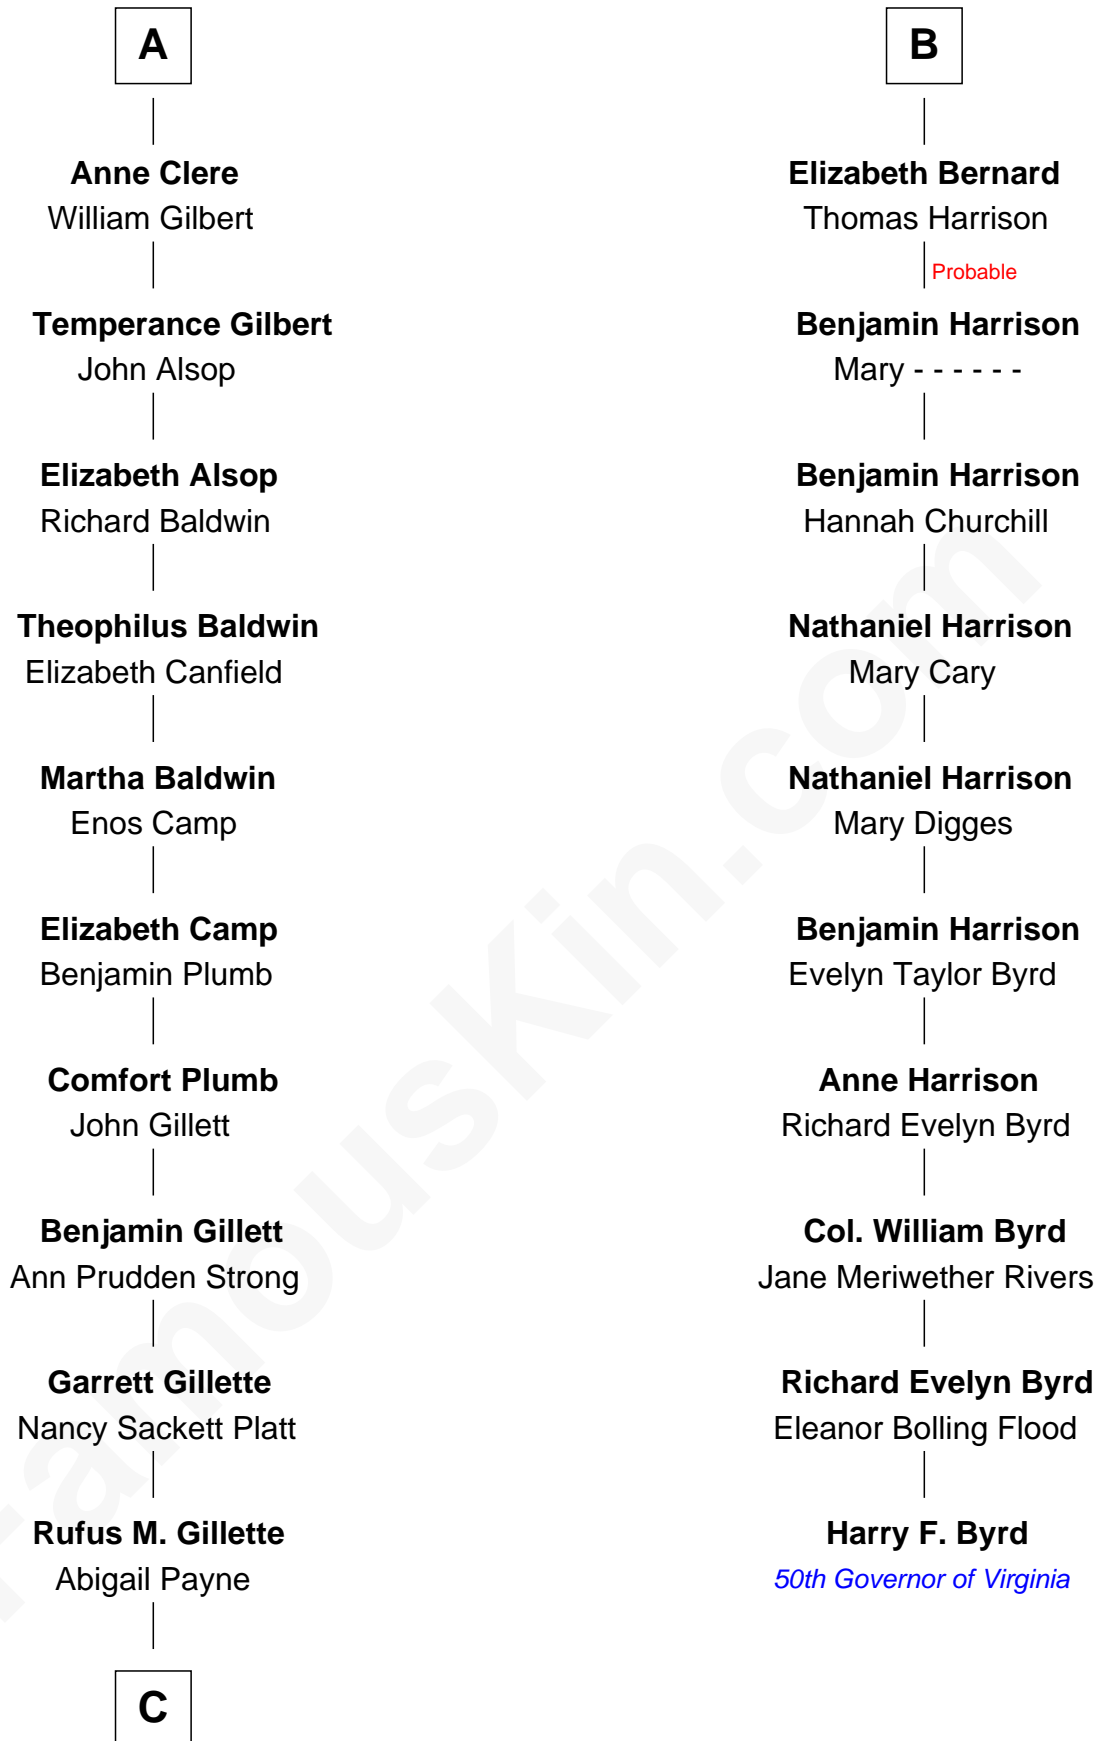 A
Anne Clere
William Gilbert
Temperance Gilbert
John Alsop
Elizabeth Alsop
Richard Baldwin
Theophilus Baldwin
Elizabeth Canfield
Martha Baldwin
Enos Camp
Elizabeth Camp
Benjamin Plumb
Comfort Plumb
John Gillett
Benjamin Gillett
Ann Prudden Strong
Garrett Gillette
Nancy Sackett Platt
Rufus M. Gillette
Abigail Payne
C
B
Elizabeth Bernard
Thomas Harrison
Probable
Benjamin Harrison
Mary - - - - - -
Benjamin Harrison
Hannah Churchill
Nathaniel Harrison
Mary Cary
Nathaniel Harrison
Mary Digges
Benjamin Harrison
Evelyn Taylor Byrd
Anne Harrison
Richard Evelyn Byrd
Col. William Byrd
Jane Meriwether Rivers
Richard Evelyn Byrd
Eleanor Bolling Flood
Harry F. Byrd
50th Governor of Virginia
FamousKin.com